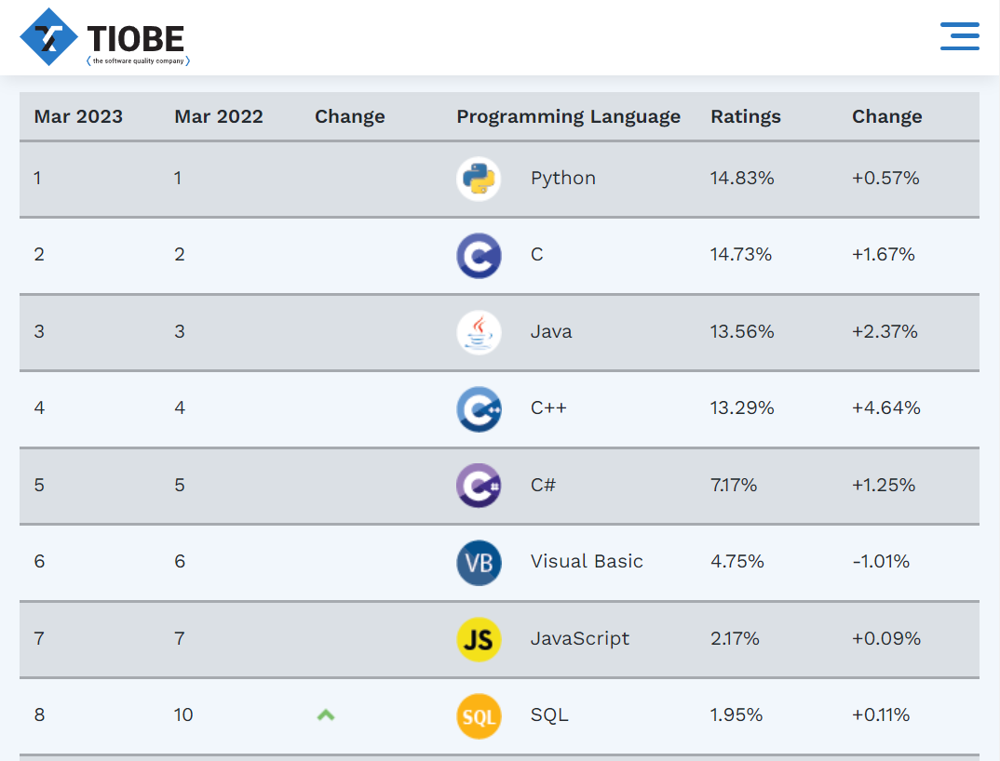 TIOBE
⟨ the software quality company ⟩
Mar 2023 Mar 2022 Change Programming Language Ratings Change
1 1 Python 14.83% +0.57%
2 2 C C 14.73% +1.67%
3 3 Java 13.56% +2.37%
4 4 C++ C++ 13.29% +4.64%
5 5 C# C# 7.17% +1.25%
6 6 VB Visual Basic 4.75% -1.01%
7 7 JS JavaScript 2.17% +0.09%
8 10 SQL SQL 1.95% +0.11%